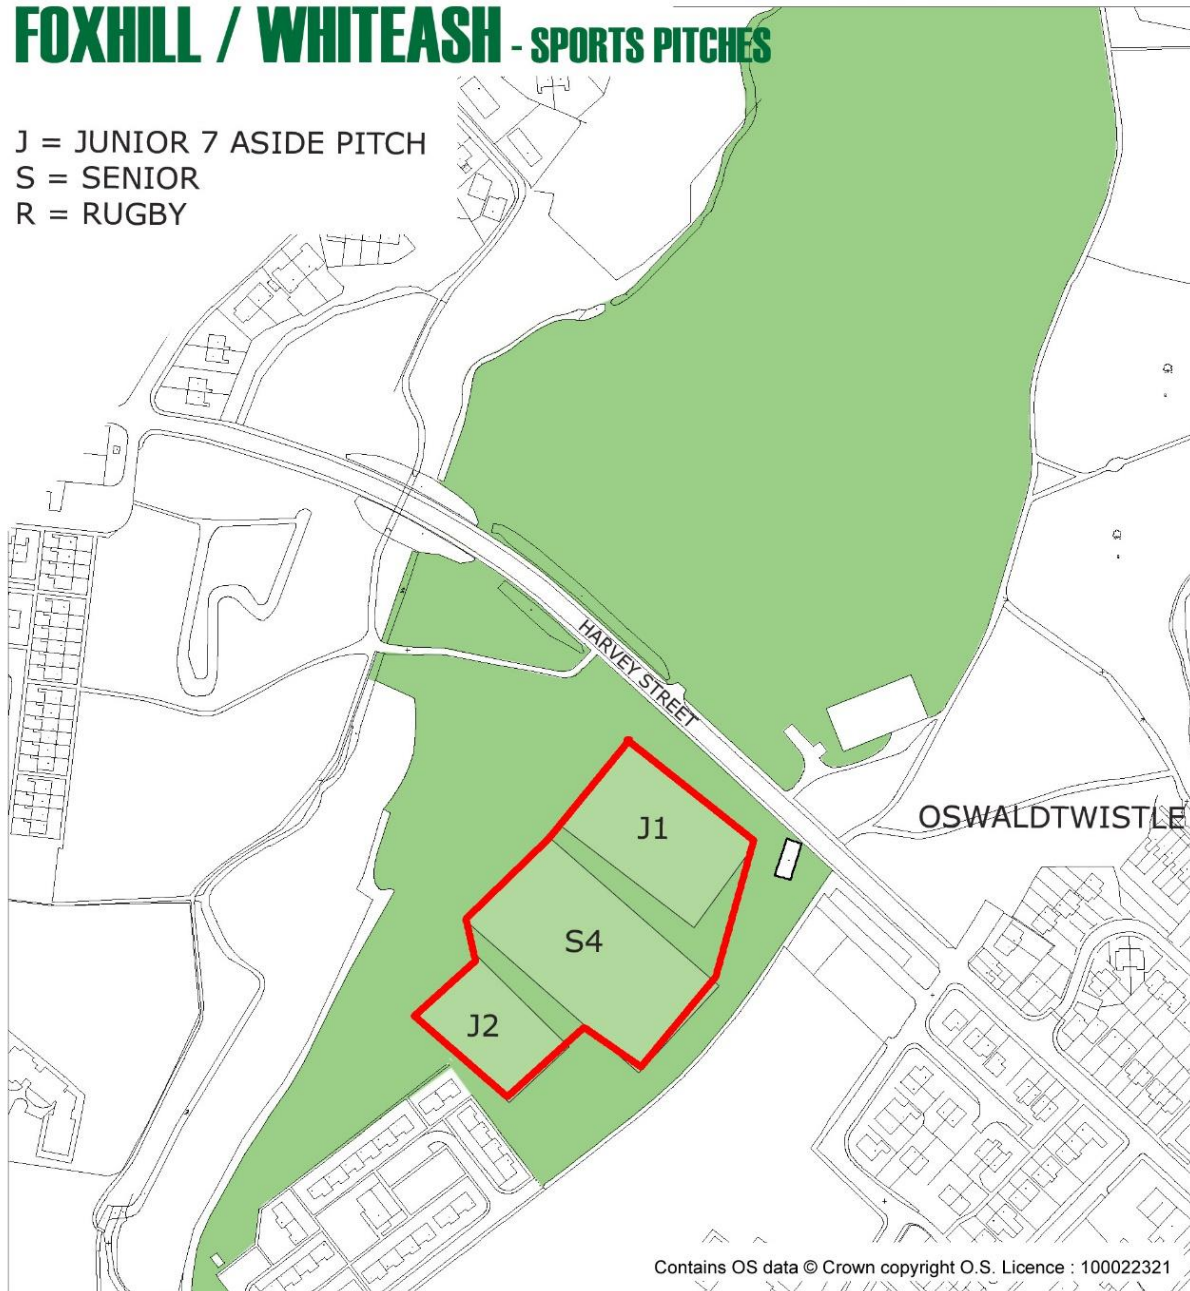 FOXHILL / WHITEASH - SPORTS PITCHES
J = JUNIOR 7 ASIDE PITCH
S = SENIOR
R = RUGBY
HARVEY STREET
J1
OSWALDTWISTLE
S4
J2
Contains OS data © Crown copyright O.S. Licence : 100022321